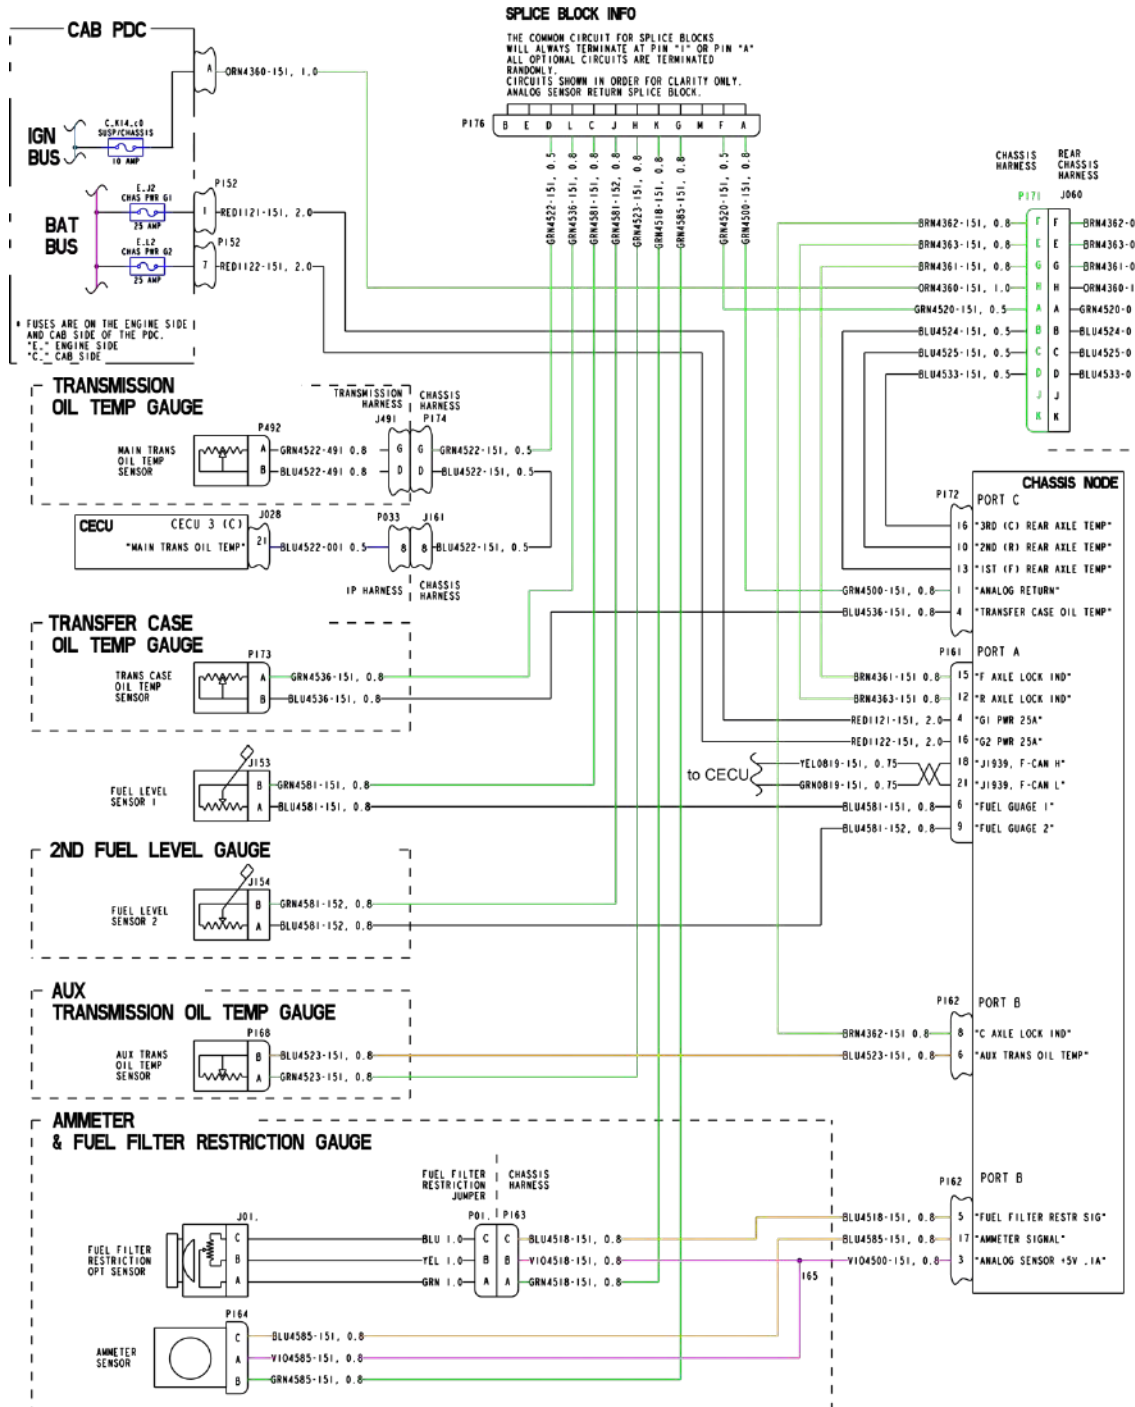 SPLICE BLOCK INFO
THE COMMON CIRCUIT FOR SPLICE BLOCKS
WILL ALWAYS TERMINATE AT PIN "1" OR PIN "A"
ALL OPTIONAL CIRCUITS ARE TERMINATED
RANDOMLY.
CIRCUITS SHOWN IN ORDER FOR CLARITY ONLY.
ANALOG SENSOR RETURN SPLICE BLOCK.
P176 B E D L C J H K G M F A
GRN4522-151, 0.5
GRN4536-151, 0.8
GRN4581-151, 0.8
GRN4581-152, 0.8
GRN4523-151, 0.8
GRN4518-151, 0.8
GRN4585-151, 0.8
GRN4520-151, 0.5
GRN4500-151, 0.8
CAB PDC
A ORN4360-151, 1.0
IGN
BUS
C_K14_c0
SUSP/CHASSIS
10 AMP
BAT
BUS
E_J2
CHAS PWR G1
25 AMP
P152
1 RED1121-151, 2.0
E_L2
CHAS PWR G2
25 AMP
P152
7 RED1122-151, 2.0
* FUSES ARE ON THE ENGINE SIDE
AND CAB SIDE OF THE PDC.
"E_" ENGINE SIDE
"C_" CAB SIDE
CHASSIS
HARNESS
REAR
CHASSIS
HARNESS
P171 J060
BRN4362-151, 0.8 F F BRN4362-0
BRN4363-151, 0.8 E E BRN4363-0
BRN4361-151, 0.8 G G BRN4361-0
ORN4360-151, 1.0 H H ORN4360-1
GRN4520-151, 0.5 A A GRN4520-0
BLU4524-151, 0.5 B B BLU4524-0
BLU4525-151, 0.5 C C BLU4525-0
BLU4533-151, 0.5 D D BLU4533-0
J J
K K
TRANSMISSION
OIL TEMP GAUGE
TRANSMISSION
HARNESS
CHASSIS
HARNESS
MAIN TRANS
OIL TEMP
SENSOR
P492 J491 P174
A GRN4522-491 0.8 G G GRN4522-151, 0.5
B BLU4522-491 0.8 D D BLU4522-151, 0.5
CECU
CECU 3 (C)
"MAIN TRANS OIL TEMP"
J028 P033 J161
21 BLU4522-001 0.5 8 8 BLU4522-151, 0.5
IP HARNESS
CHASSIS
HARNESS
TRANSFER CASE
OIL TEMP GAUGE
TRANS CASE
OIL TEMP
SENSOR
P173
A GRN4536-151, 0.8
B BLU4536-151, 0.8
FUEL LEVEL
SENSOR 1
J153
B GRN4581-151, 0.8
A BLU4581-151, 0.8
2ND FUEL LEVEL GAUGE
FUEL LEVEL
SENSOR 2
J154
B GRN4581-152, 0.8
A BLU4581-152, 0.8
AUX
TRANSMISSION OIL TEMP GAUGE
AUX TRANS
OIL TEMP
SENSOR
P168
B BLU4523-151, 0.8
A GRN4523-151, 0.8
AMMETER
& FUEL FILTER RESTRICTION GAUGE
FUEL FILTER
RESTRICTION
JUMPER
CHASSIS
HARNESS
FUEL FILTER
RESTRICTION
OPT SENSOR
J01. P01. P163
C BLU 1.0 C C BLU4518-151, 0.8
B YEL 1.0 B B VIO4518-151, 0.8
A GRN 1.0 A A GRN4518-151, 0.8
AMMETER
SENSOR
P164
C BLU4585-151, 0.8
A VIO4585-151, 0.8
B GRN4585-151, 0.8
CHASSIS NODE
P172 PORT C
16 "3RD (C) REAR AXLE TEMP"
10 "2ND (R) REAR AXLE TEMP"
13 "1ST (F) REAR AXLE TEMP"
GRN4500-151, 0.8 1 "ANALOG RETURN"
BLU4536-151, 0.8 4 "TRANSFER CASE OIL TEMP"
P161 PORT A
BRN4361-151 0.8 15 "F AXLE LOCK IND"
BRN4363-151 0.8 12 "R AXLE LOCK IND"
RED1121-151, 2.0 4 "G1 PWR 25A"
RED1122-151, 2.0 16 "G2 PWR 25A"
to CECU
YEL0819-151, 0.75 18 "J1939, F-CAN H"
GRN0819-151, 0.75 21 "J1939, F-CAN L"
BLU4581-151, 0.8 6 "FUEL GUAGE 1"
BLU4581-152, 0.8 9 "FUEL GUAGE 2"
P162 PORT B
BRN4362-151 0.8 8 "C AXLE LOCK IND"
BLU4523-151, 0.8 6 "AUX TRANS OIL TEMP"
P162 PORT B
BLU4518-151, 0.8 5 "FUEL FILTER RESTR SIG"
BLU4585-151, 0.8 17 "AMMETER SIGNAL"
VIO4500-151, 0.8 3 "ANALOG SENSOR +5V .1A"
165